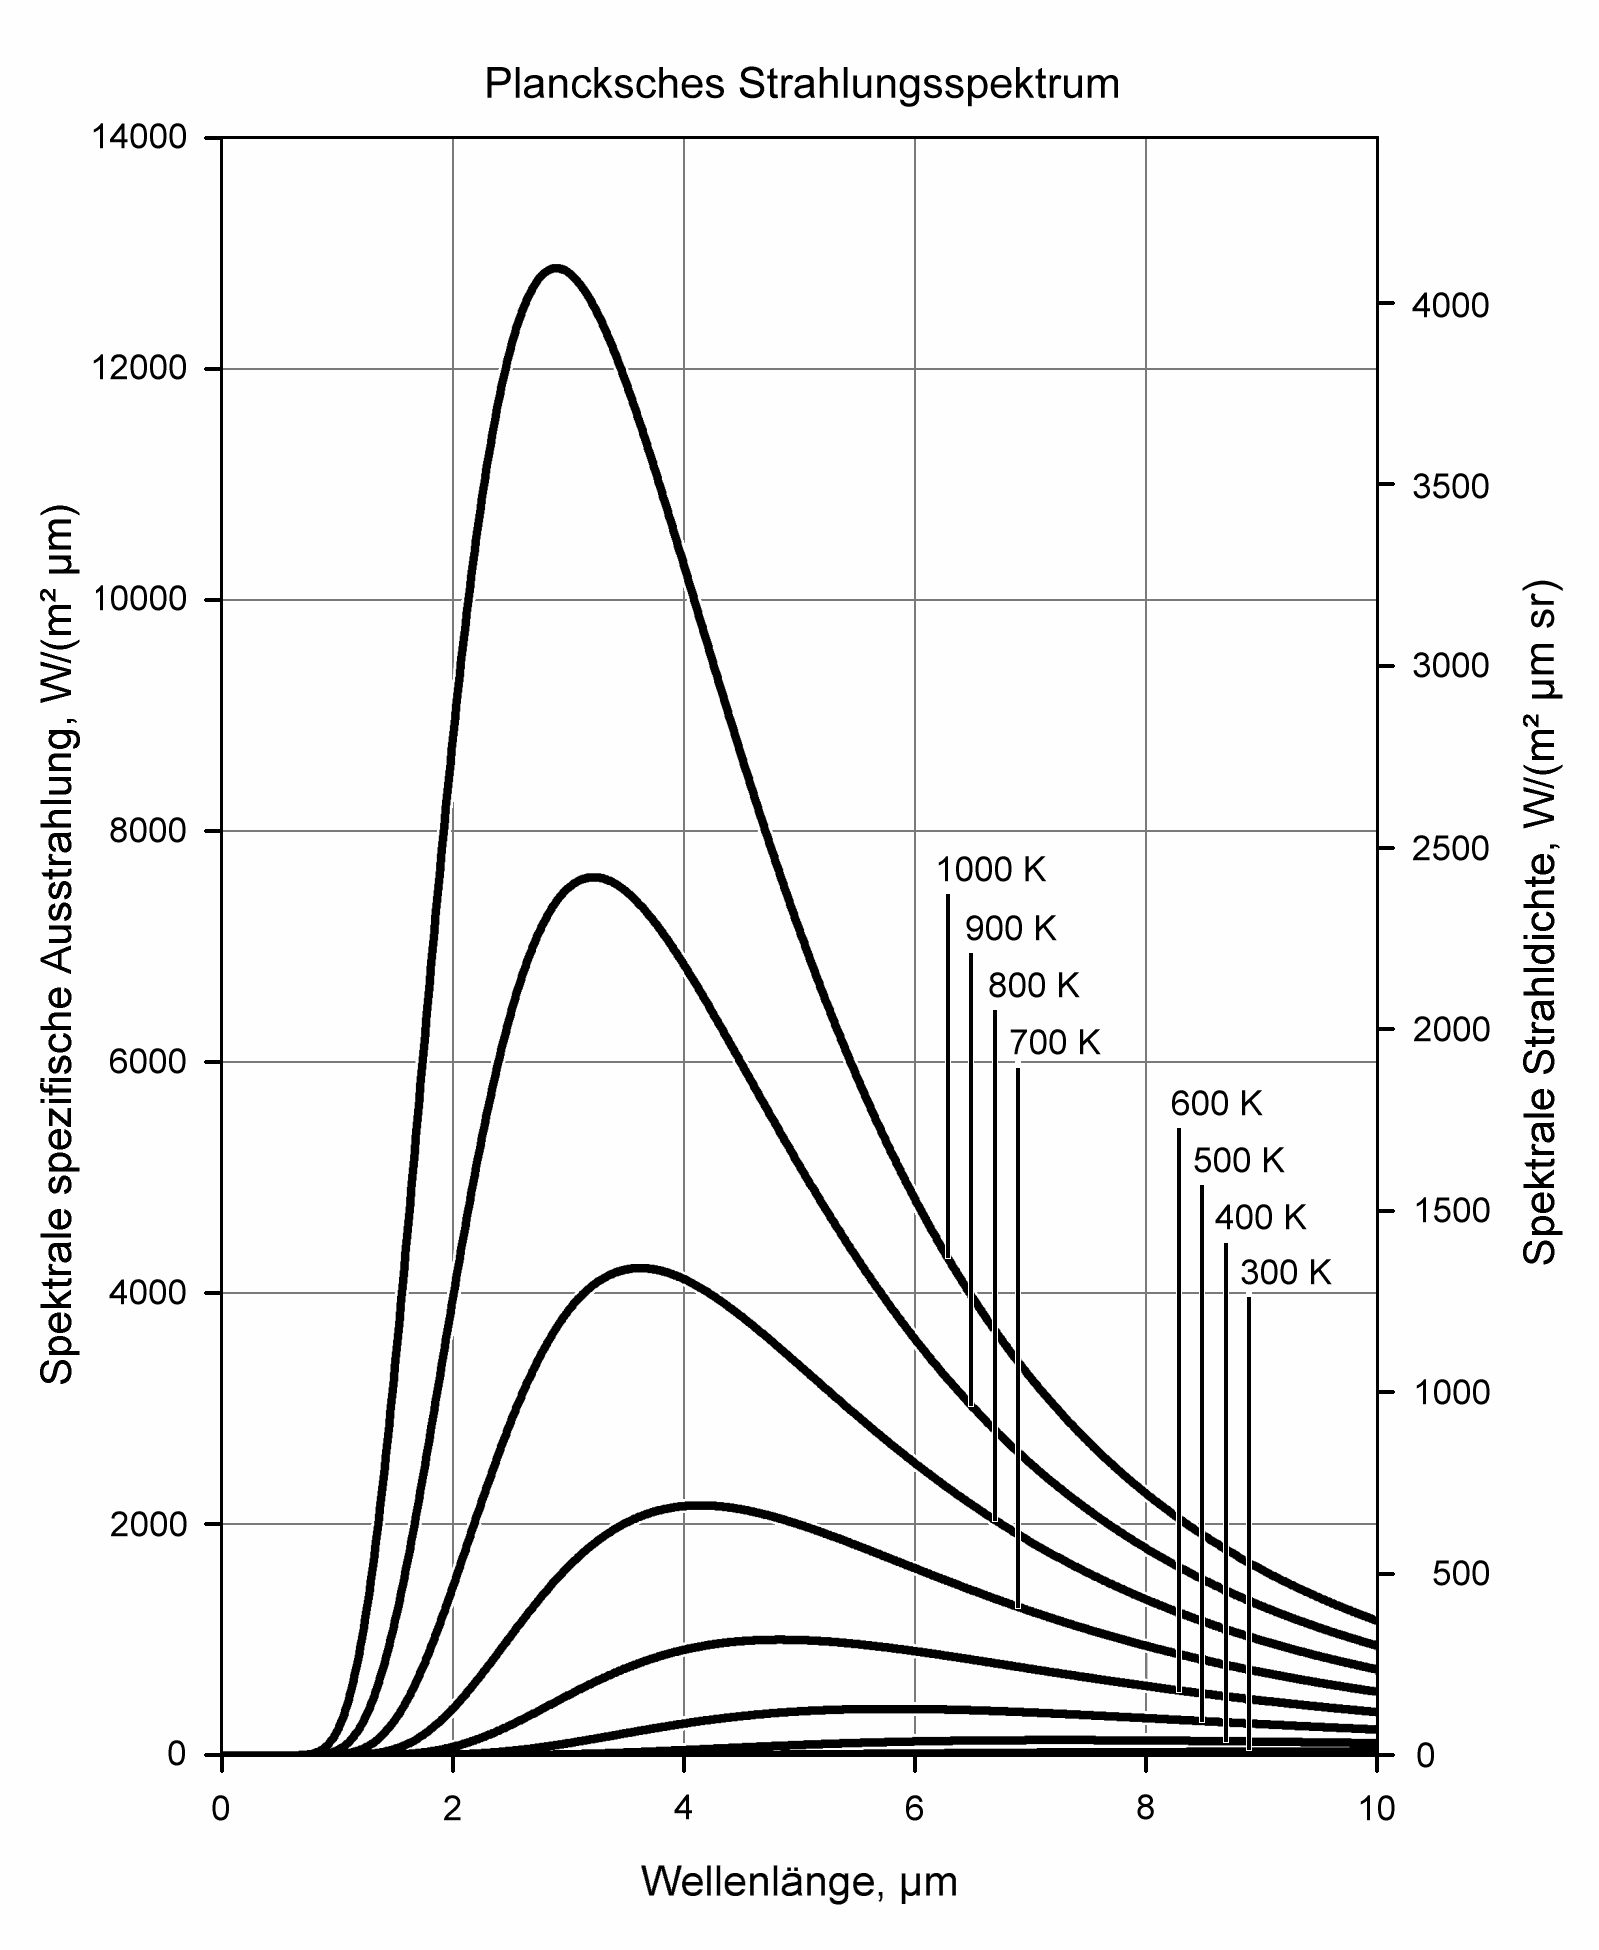 Plancksches Strahlungsspektrum
14000
12000
10000
8000
6000
4000
2000
0
Spektrale spezifische Ausstrahlung, W/(m² µm)
4000
3500
3000
2500
2000
1500
1000
500
0
Spektrale Strahldichte, W/(m² µm sr)
1000 K
900 K
800 K
700 K
600 K
500 K
400 K
300 K
0 2 4 6 8 10
Wellenlänge, µm